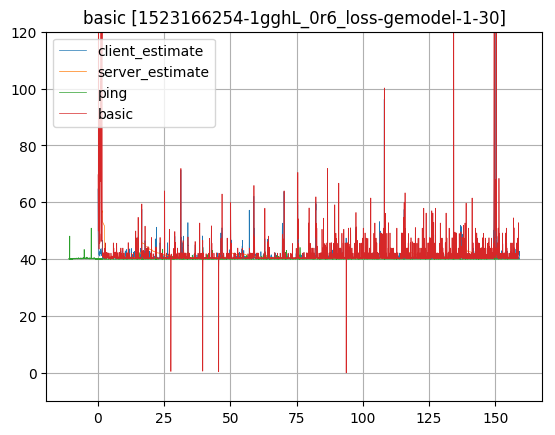 basic [1523166254-1gghL_0r6_loss-gemodel-1-30]
120
100
80
60
40
20
0
client_estimate
server_estimate
ping
basic
0
25
50
75
100
125
150